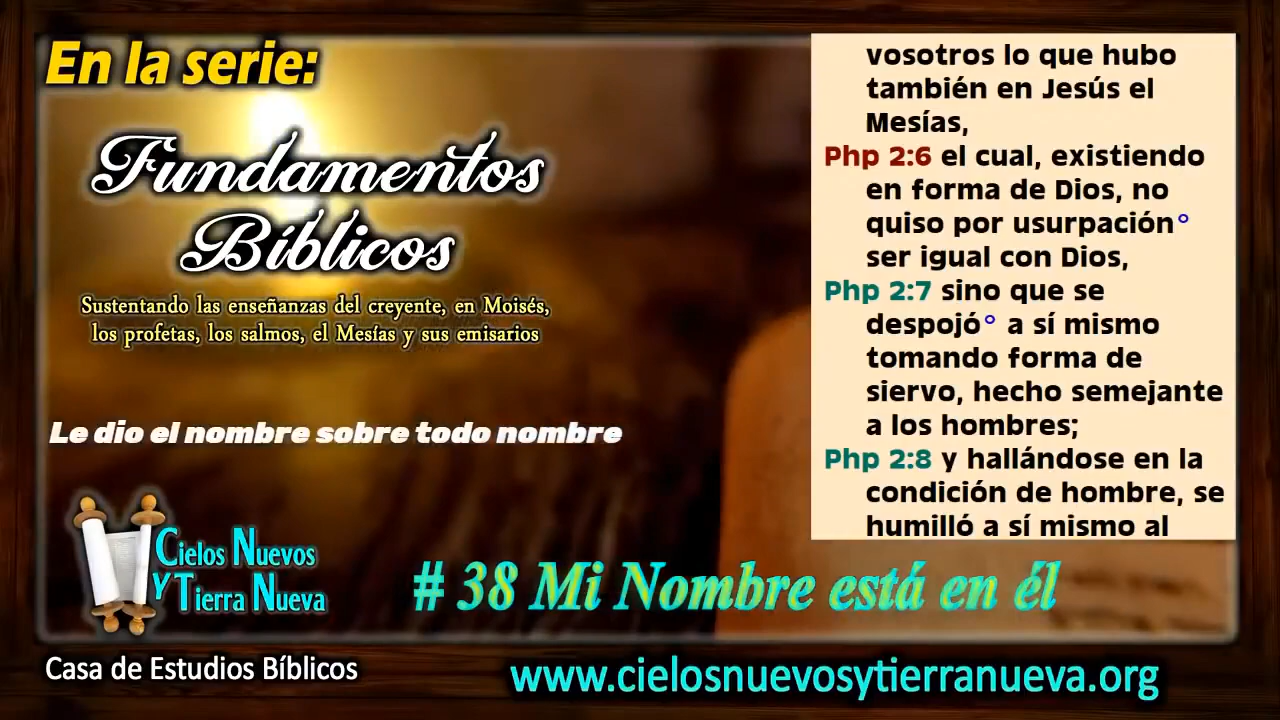 En la serie:
Fundamentos
Bíblicos
Sustentando las enseñanzas del creyente, en Moisés,
los profetas, los salmos, el Mesías y sus emisarios
Le dio el nombre sobre todo nombre
Cielos Nuevos
Y Tierra Nueva
Casa de Estudios Bíblicos
# 38 Mi Nombre está en él
www.cielosnuevosytierranueva.org
vosotros lo que hubo
también en Jesús el
Mesías,
Php 2:6 el cual, existiendo
en forma de Dios, no
quiso por usurpación°
ser igual con Dios,
Php 2:7 sino que se
despojó° a sí mismo
tomando forma de
siervo, hecho semejante
a los hombres;
Php 2:8 y hallándose en la
condición de hombre, se
humilló a sí mismo al